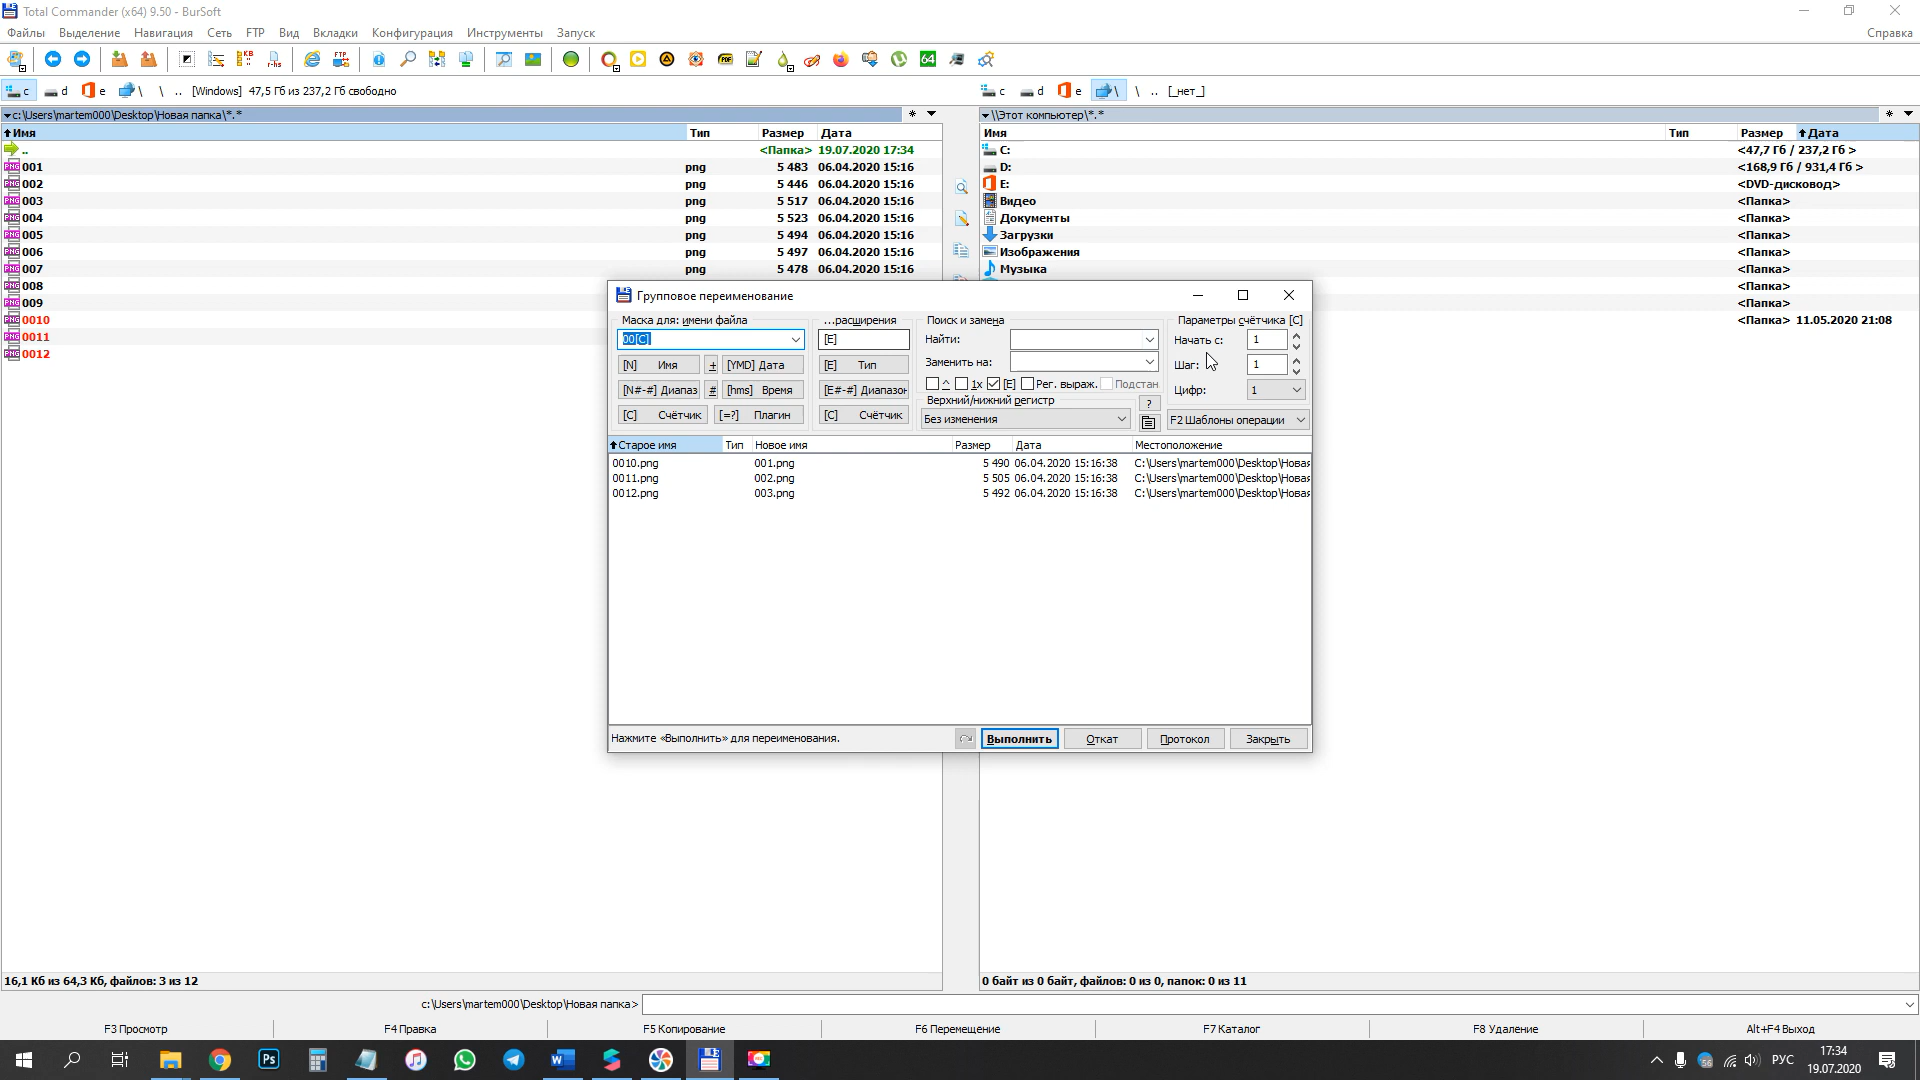 Total Commander (x64) 9.50 - BurSoft
Файлы Выделение Навигация Сеть FTP Вид Вкладки Конфигурация Инструменты Запуск Справка
c d e \ \ .. [Windows] 47,5 Гб из 237,2 Гб свободно
c d e \ \ .. [_нет_]
c:\Users\martem000\Desktop\Новая папка\*.*
\\Этот компьютер\*.*
Имя Тип Размер Дата
.. <Папка> 19.07.2020 17:34
001 png 5 483 06.04.2020 15:16
002 png 5 446 06.04.2020 15:16
003 png 5 517 06.04.2020 15:16
004 png 5 523 06.04.2020 15:16
005 png 5 494 06.04.2020 15:16
006 png 5 497 06.04.2020 15:16
007 png 5 478 06.04.2020 15:16
008
009
0010
0011
0012
Имя Тип Размер Дата
C: <47,7 Гб / 237,2 Гб >
D: <168,9 Гб / 931,4 Гб >
E: <DVD-дисковод>
Видео <Папка>
Документы <Папка>
Загрузки <Папка>
Изображения <Папка>
Музыка <Папка>
<Папка>
<Папка>
<Папка> 11.05.2020 21:08
Групповое переименование
Маска для: имени файла ...расширения Поиск и замена Параметры счётчика [C]
00[C] [E] Найти: Начать с: 1
[N] Имя + [YMD] Дата [E] Тип Заменить на: Шаг: 1
[N#-#] Диапаз # [hms] Время [E#-#] Диапазон ^ 1x [E] Рег. выраж. Подстан Цифр: 1
Верхний/нижний регистр ?
[C] Счётчик [=?] Плагин [C] Счётчик Без изменения F2 Шаблоны операции
Старое имя Тип Новое имя Размер Дата Местоположение
0010.png 001.png 5 490 06.04.2020 15:16:38 C:\Users\martem000\Desktop\Новая
0011.png 002.png 5 505 06.04.2020 15:16:38 C:\Users\martem000\Desktop\Новая
0012.png 003.png 5 492 06.04.2020 15:16:38 C:\Users\martem000\Desktop\Новая
Нажмите «Выполнить» для переименования. Выполнить Откат Протокол Закрыть
16,1 Кб из 64,3 Кб, файлов: 3 из 12
0 байт из 0 байт, файлов: 0 из 0, папок: 0 из 11
c:\Users\martem000\Desktop\Новая папка>
F3 Просмотр F4 Правка F5 Копирование F6 Перемещение F7 Каталог F8 Удаление Alt+F4 Выход
РУС 17:34
19.07.2020